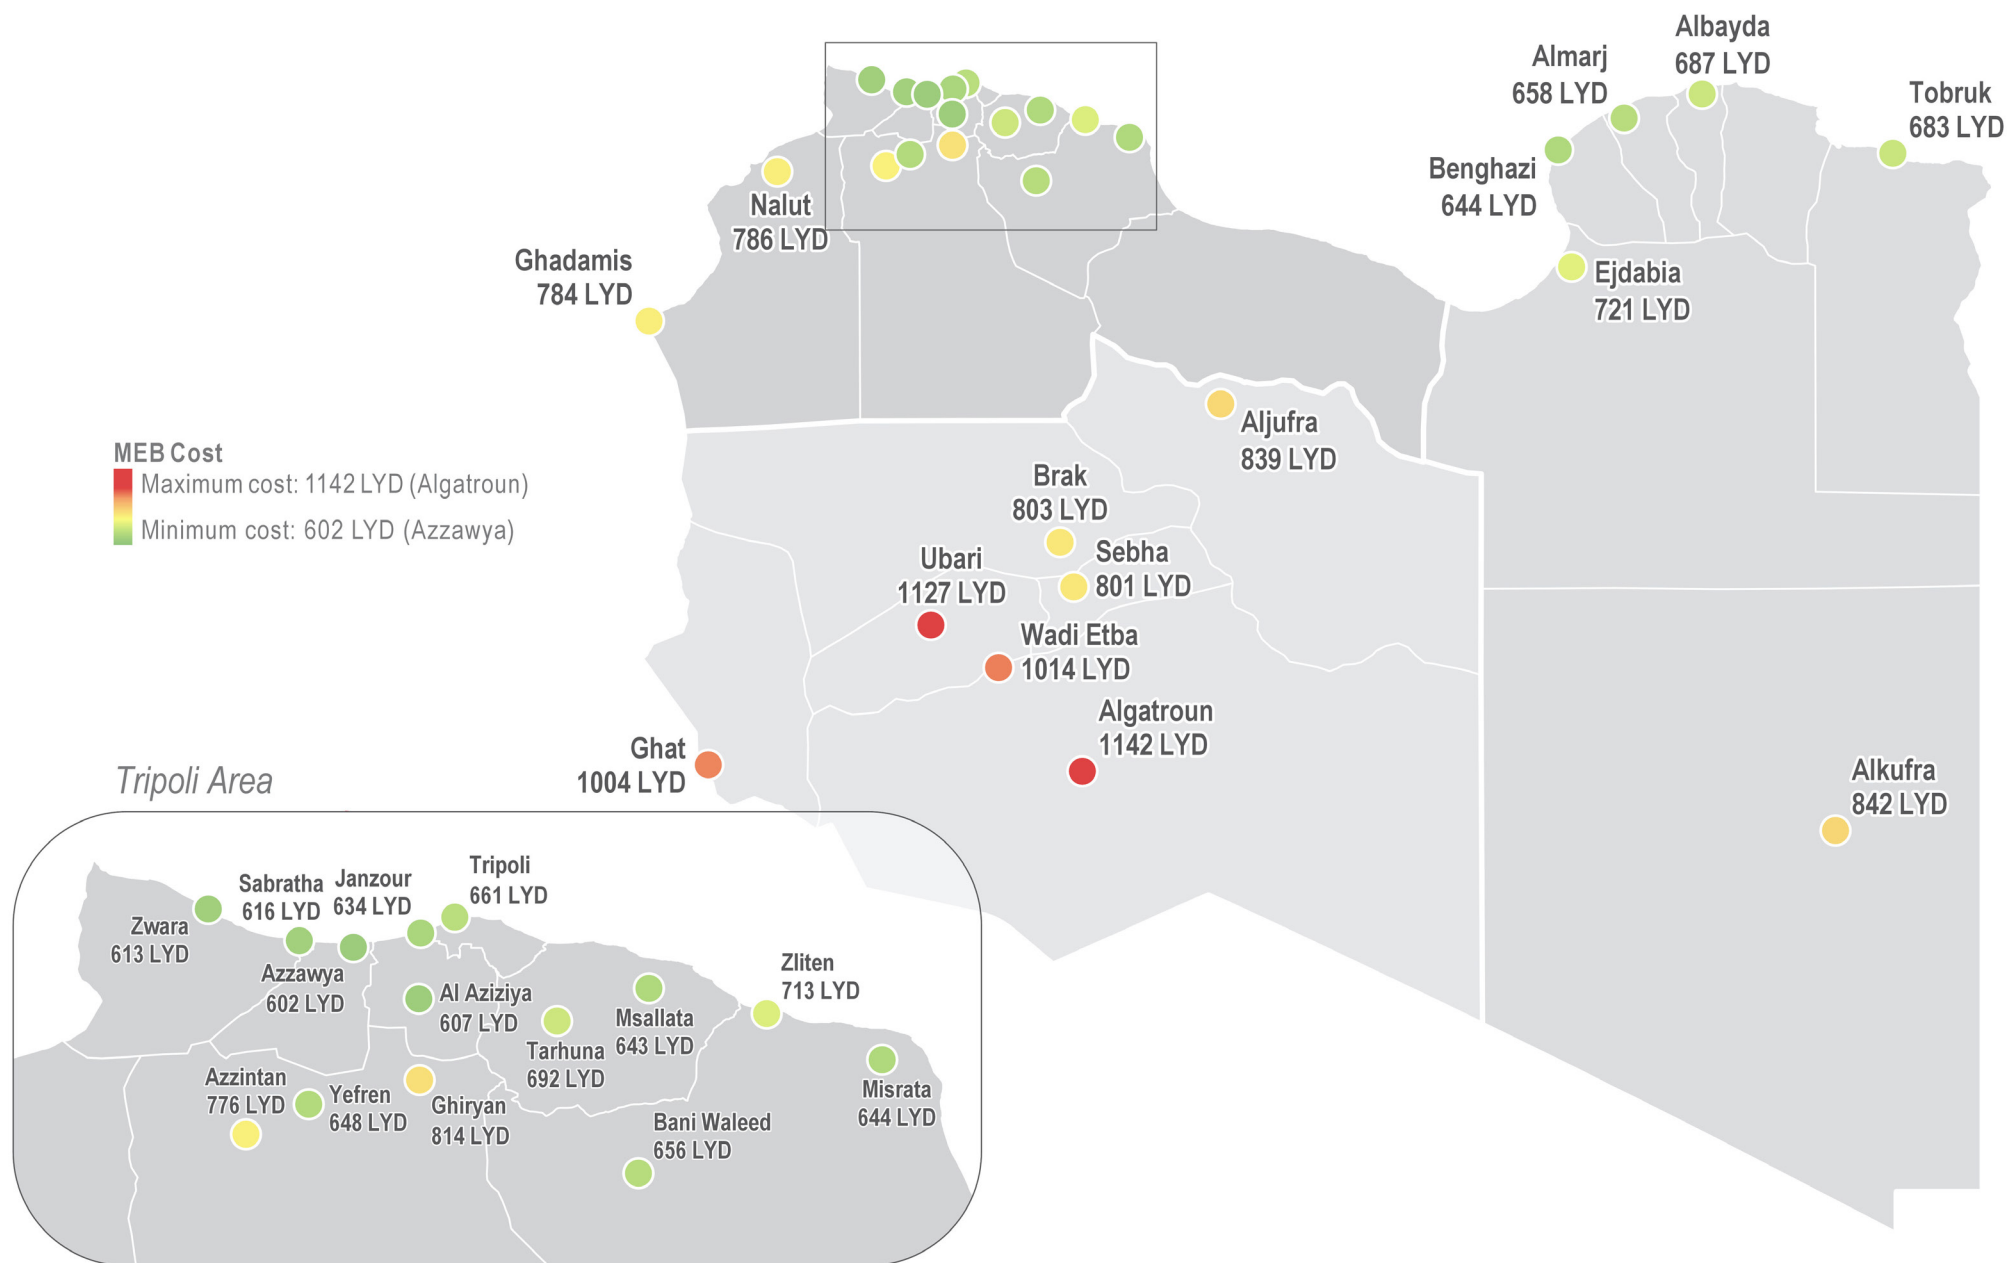 Albayda
687 LYD
Almarj
658 LYD
Tobruk
683 LYD
Benghazi
644 LYD
Nalut
786 LYD
Ghadamis
784 LYD
Ejdabia
721 LYD
Aljufra
839 LYD
MEB Cost
Maximum cost: 1142 LYD (Algatroun)
Minimum cost: 602 LYD (Azzawya)
Brak
803 LYD
Sebha
801 LYD
Ubari
1127 LYD
Wadi Etba
1014 LYD
Algatroun
1142 LYD
Ghat
1004 LYD
Alkufra
842 LYD
Tripoli Area
Tripoli
661 LYD
Sabratha
616 LYD
Janzour
634 LYD
Zwara
613 LYD
Azzawya
602 LYD
Al Aziziya
607 LYD
Zliten
713 LYD
Msallata
643 LYD
Tarhuna
692 LYD
Azzintan
776 LYD
Yefren
648 LYD
Ghiryan
814 LYD
Misrata
644 LYD
Bani Waleed
656 LYD